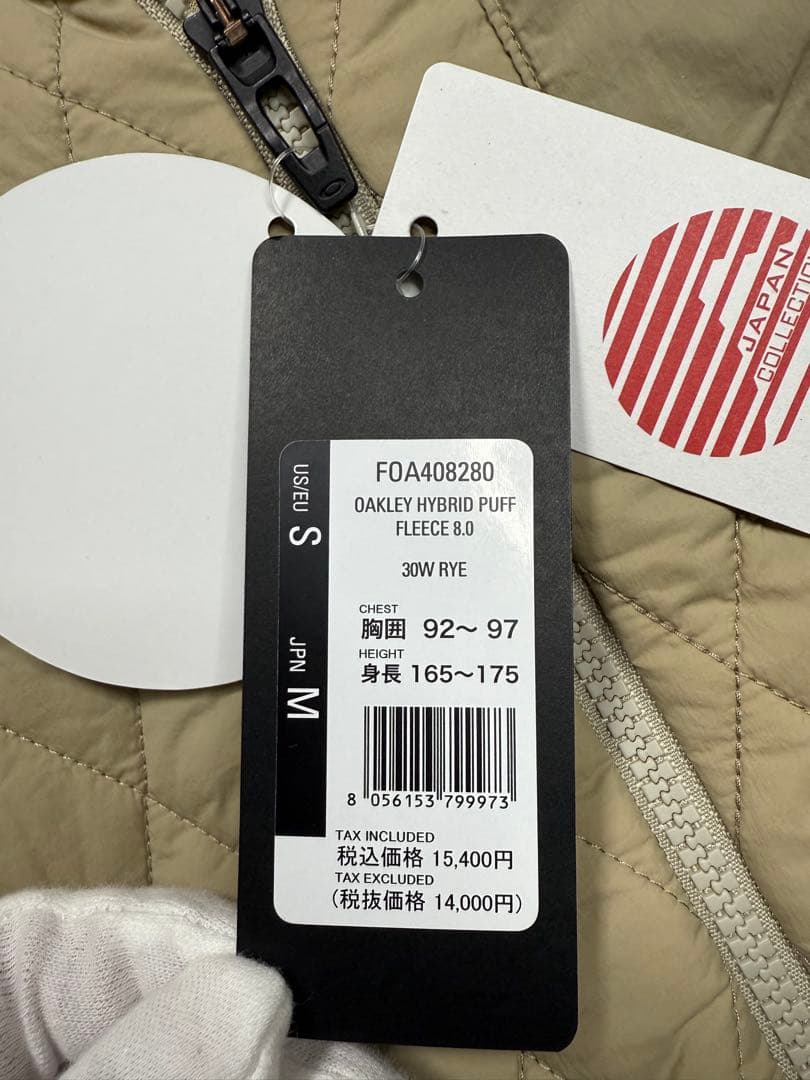 JAPAN
COLLECTION
FOA408280
OAKLEY HYBRID PUFF
FLEECE 8.0
30W RYE
US/EU S
JPN M
CHEST
胸囲 92～97
HEIGHT
身長 165～175
8 056153 799973
TAX INCLUDED
税込価格 15,400円
TAX EXCLUDED
(税抜価格 14,000円)